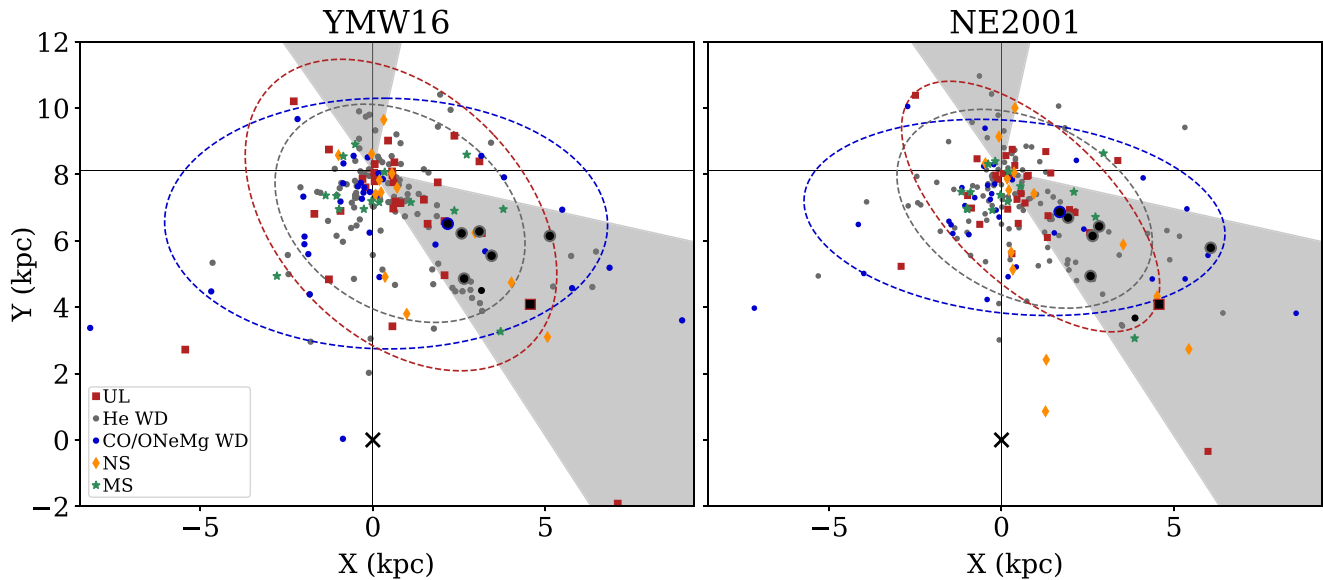 YMW16
NE2001
12
10
8
6
4
2
0
−2
Y (kpc)
UL
He WD
CO/ONeMg WD
NS
MS
−5
0
5
X (kpc)
−5
0
5
X (kpc)